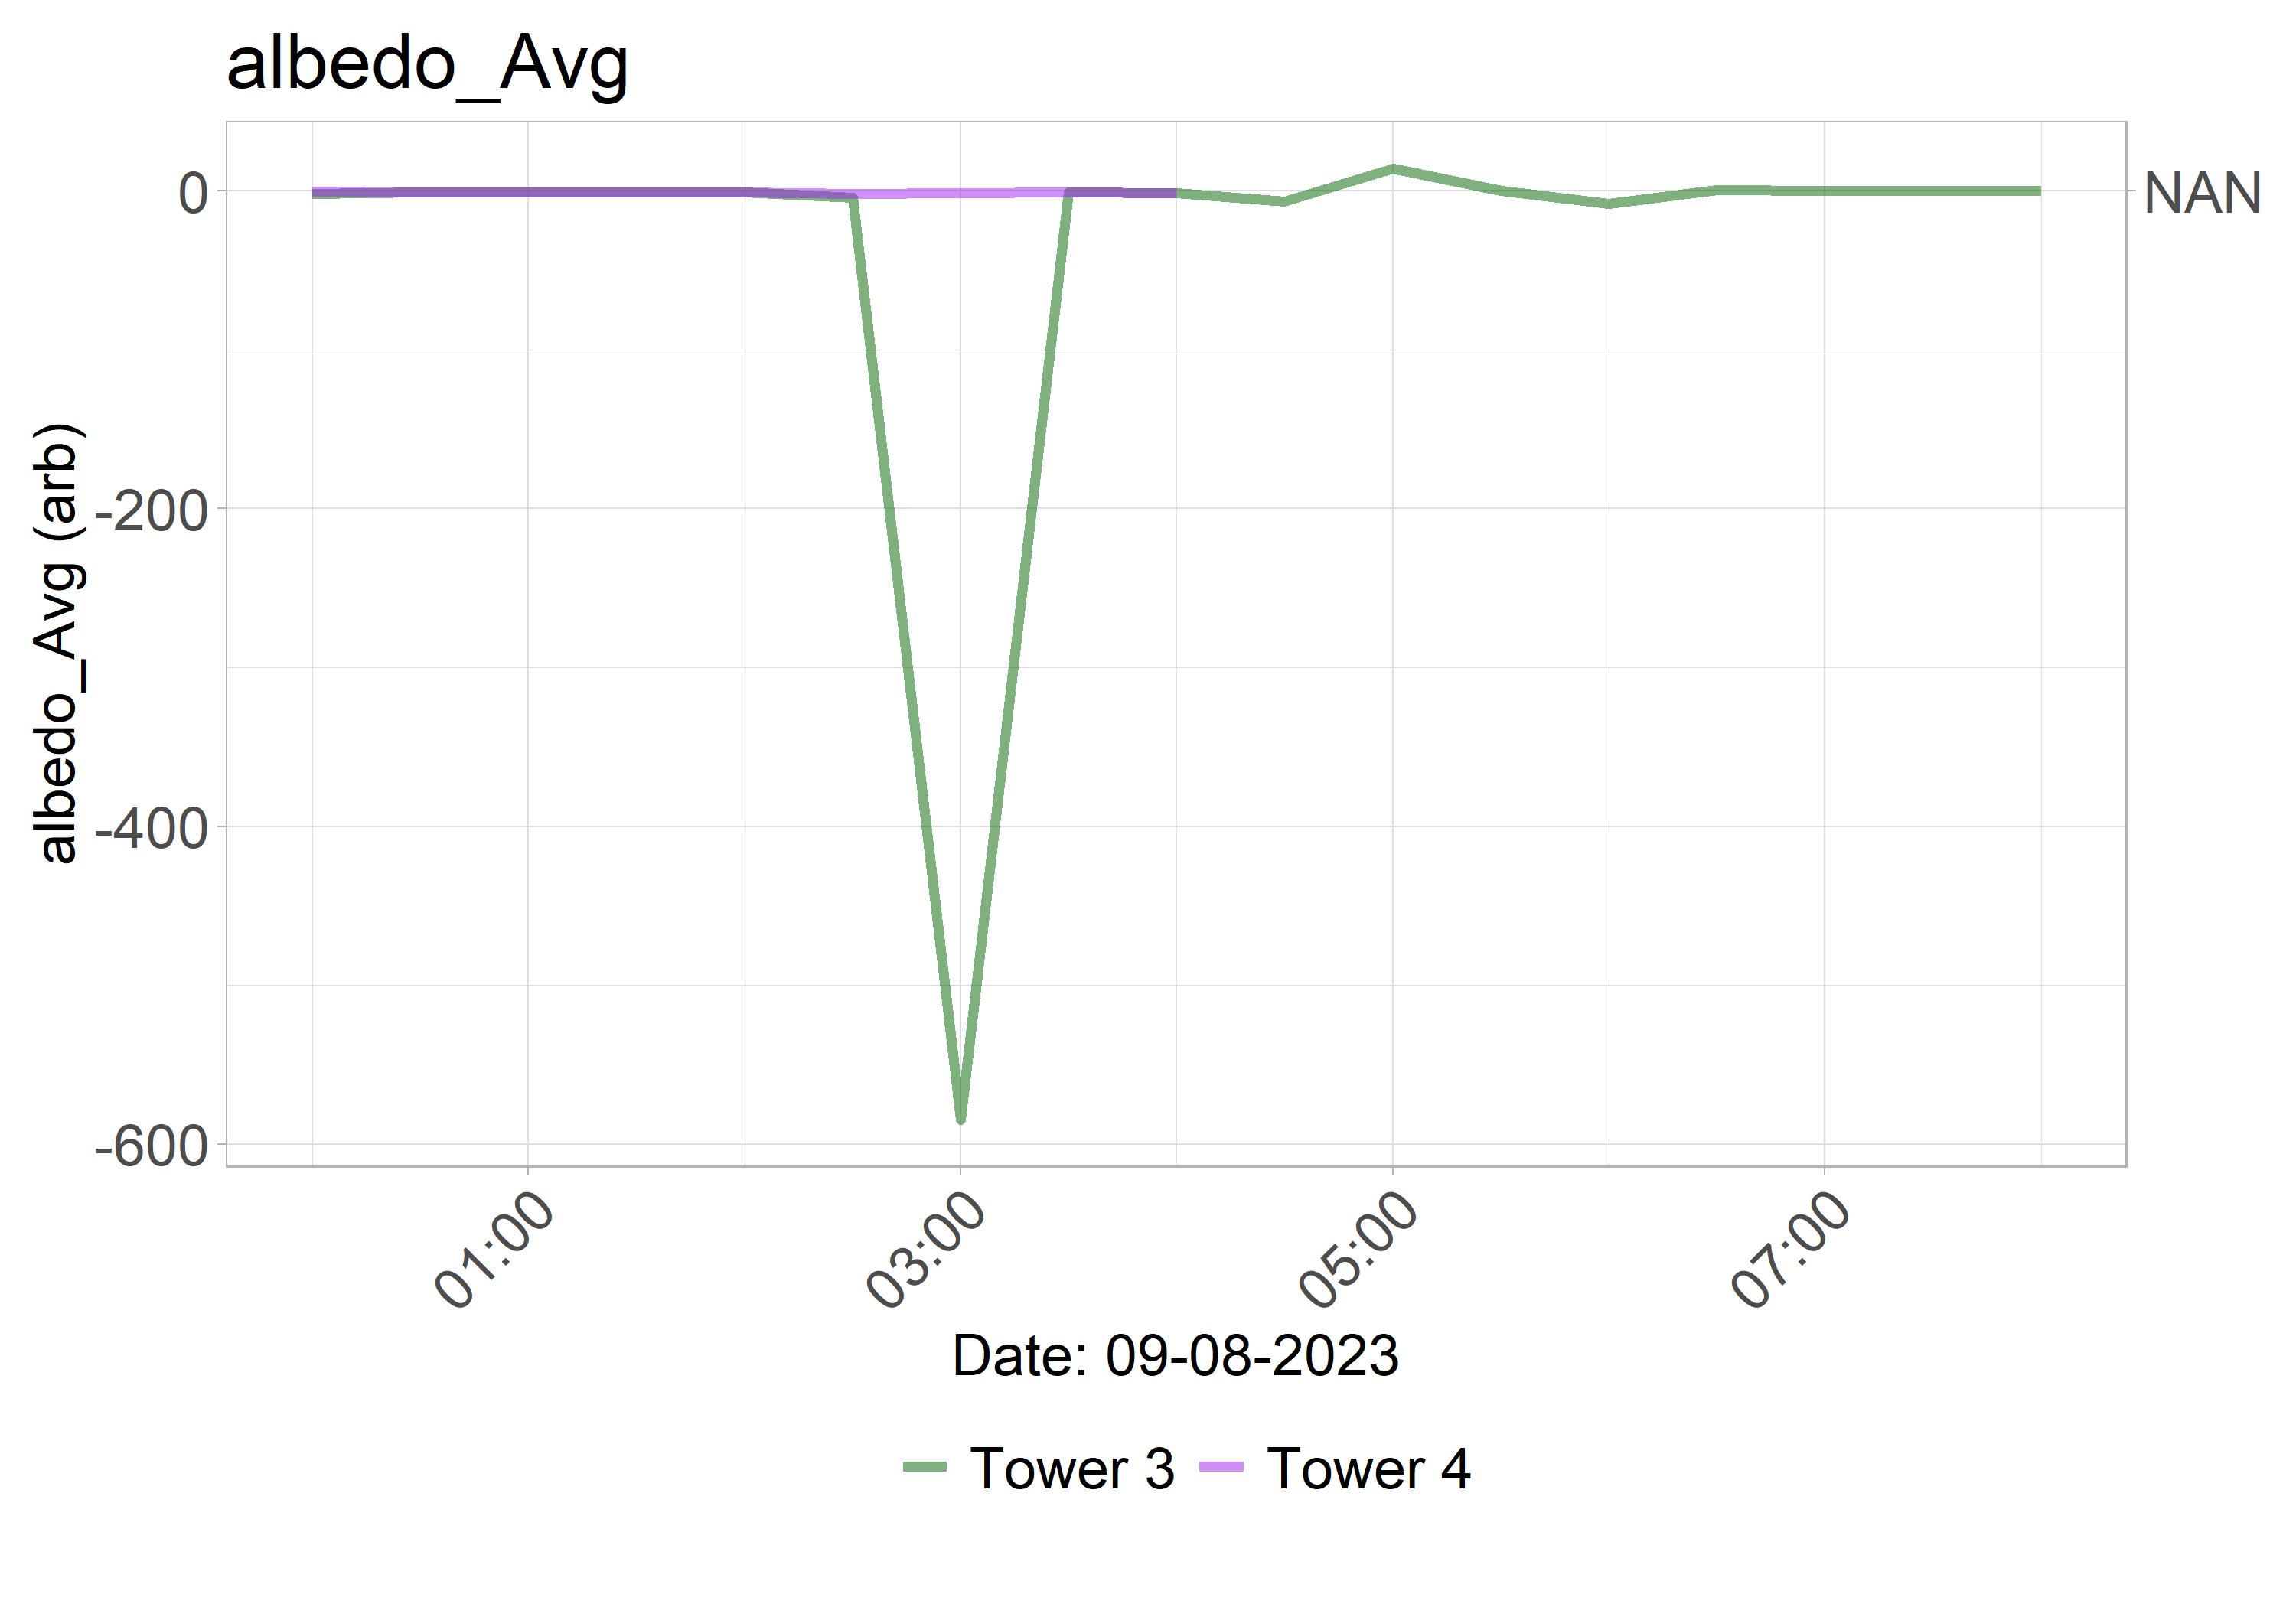 albedo_Avg
albedo_Avg (arb)
0
-200
-400
-600
NAN
01:00
03:00
05:00
07:00
Date: 09-08-2023
Tower 3
Tower 4